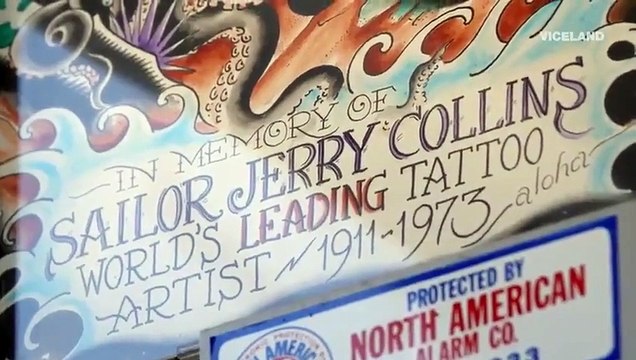 VICELAND
IN MEMORY OF
SAILOR JERRY COLLINS
WORLD'S LEADING TATTOO
ARTIST ~ 1911-1973 aloha
PROTECTED BY
NORTH AMERICAN
ALARM CO.